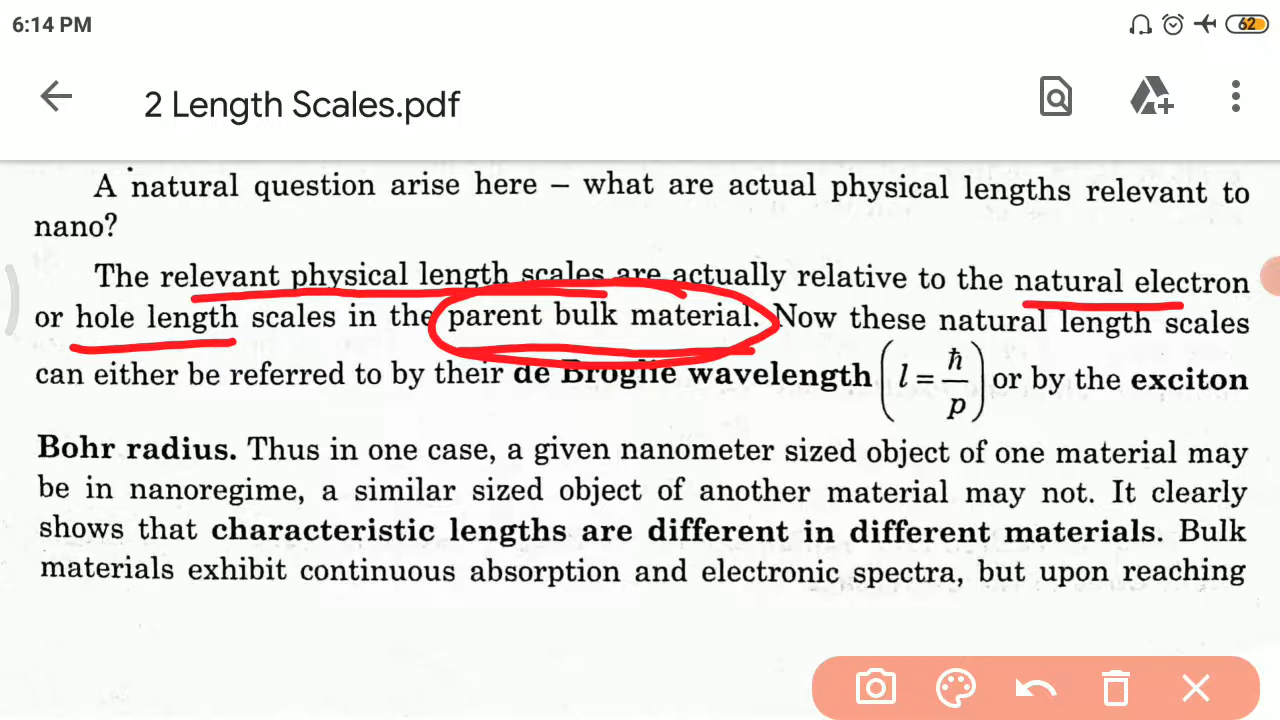 6:14 PM
62
2 Length Scales.pdf
A natural question arise here – what are actual physical lengths relevant to
nano?
The relevant physical length scales are actually relative to the natural electron
or hole length scales in the parent bulk material. Now these natural length scales
can either be referred to by their de Broglie wavelength (l = ħ/p) or by the exciton
Bohr radius. Thus in one case, a given nanometer sized object of one material may
be in nanoregime, a similar sized object of another material may not. It clearly
shows that characteristic lengths are different in different materials. Bulk
materials exhibit continuous absorption and electronic spectra, but upon reaching